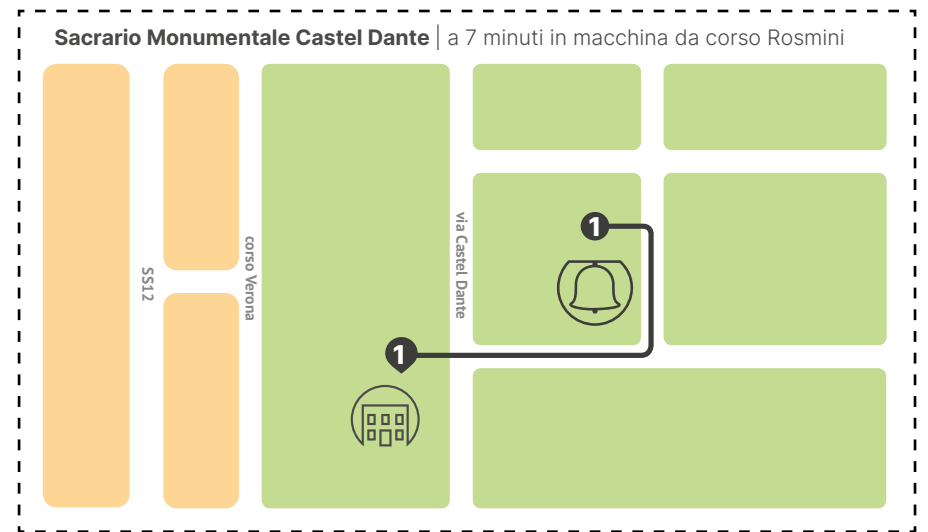 Sacrario Monumentale Castel Dante | a 7 minuti in macchina da corso Rosmini
SS12
corso Verona
via Castel Dante
1
1